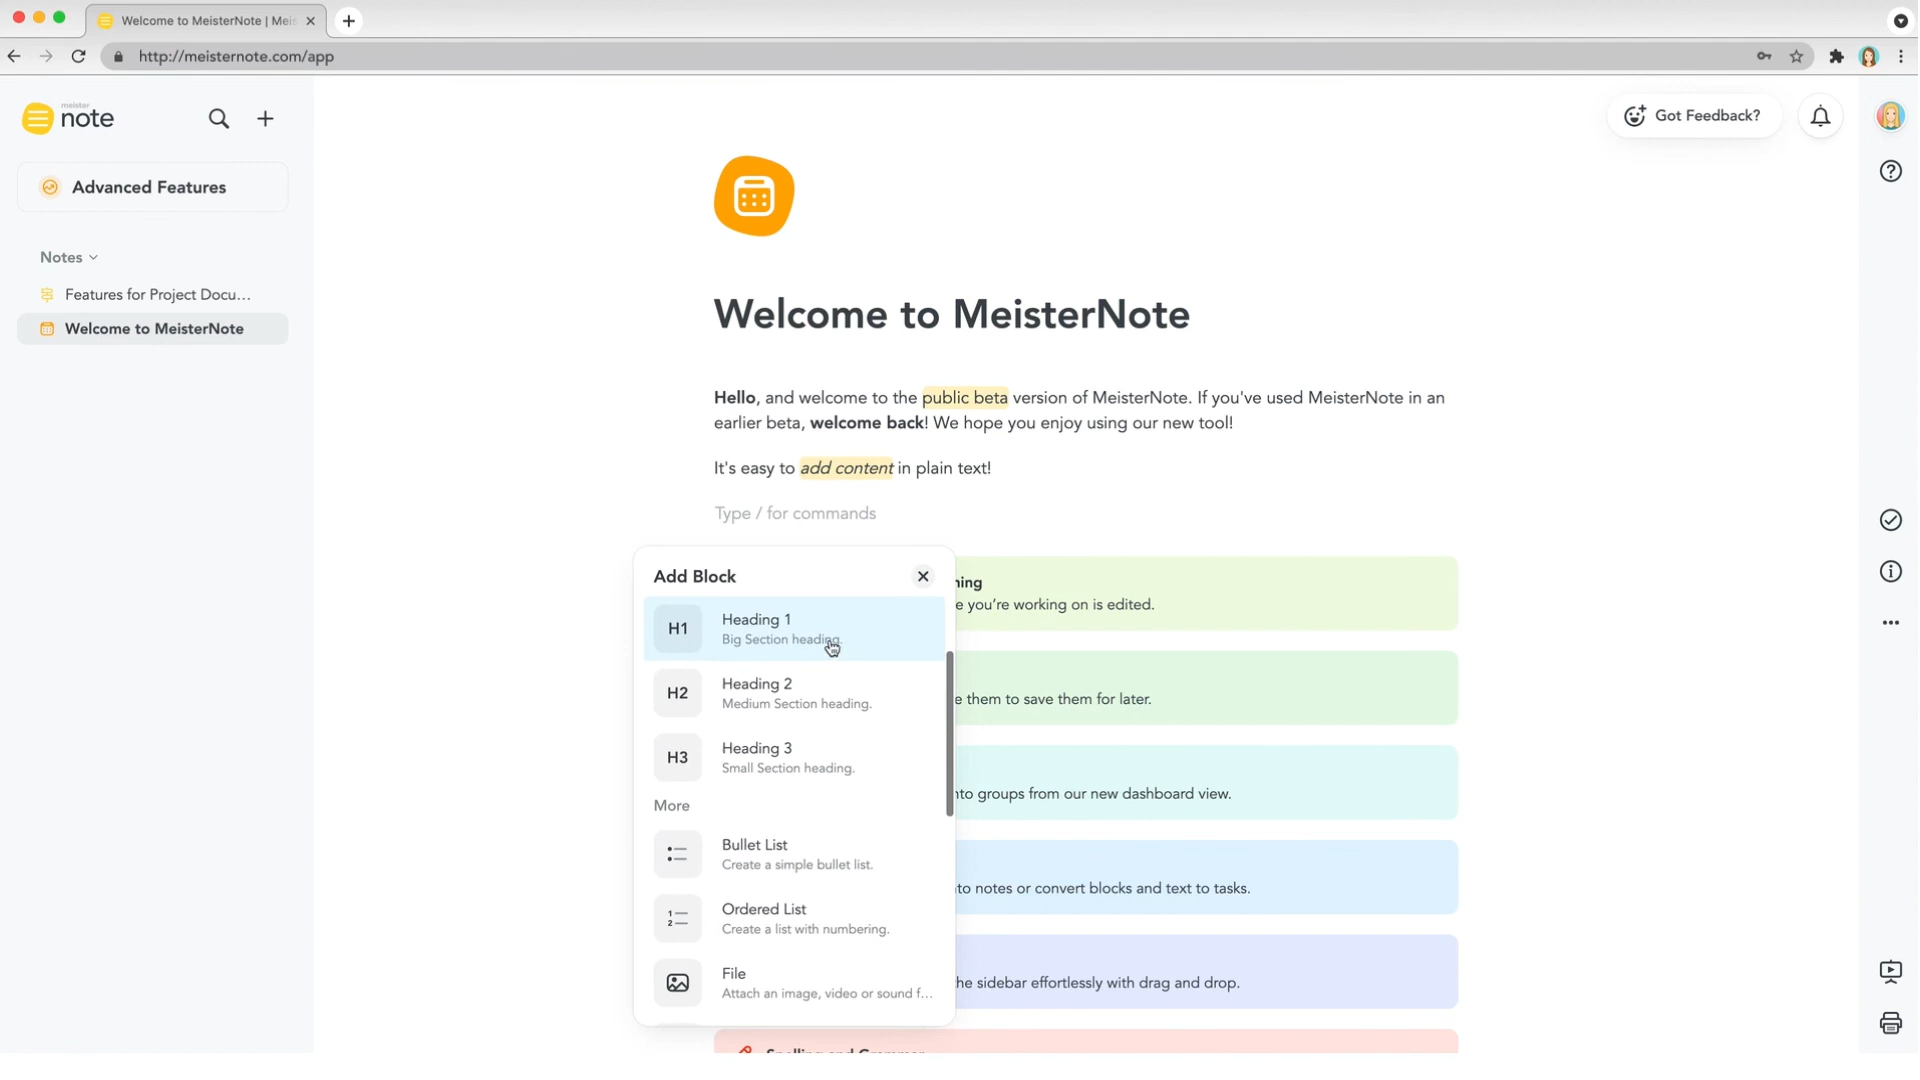 Welcome to MeisterNote | Meis
http://meisternote.com/app
meister
note
Advanced Features
Notes
Features for Project Docu...
Welcome to MeisterNote
Got Feedback?
Welcome to MeisterNote
Hello, and welcome to the public beta version of MeisterNote. If you've used MeisterNote in an
earlier beta, welcome back! We hope you enjoy using our new tool!
It's easy to add content in plain text!
Type / for commands
Add Block
H1
Heading 1
Big Section heading.
H2
Heading 2
Medium Section heading.
H3
Heading 3
Small Section heading.
More
Bullet List
Create a simple bullet list.
1
2
Ordered List
Create a list with numbering.
File
Attach an image, video or sound f...
ning
e you're working on is edited.
e them to save them for later.
nto groups from our new dashboard view.
to notes or convert blocks and text to tasks.
he sidebar effortlessly with drag and drop.
Spelling and Grammar